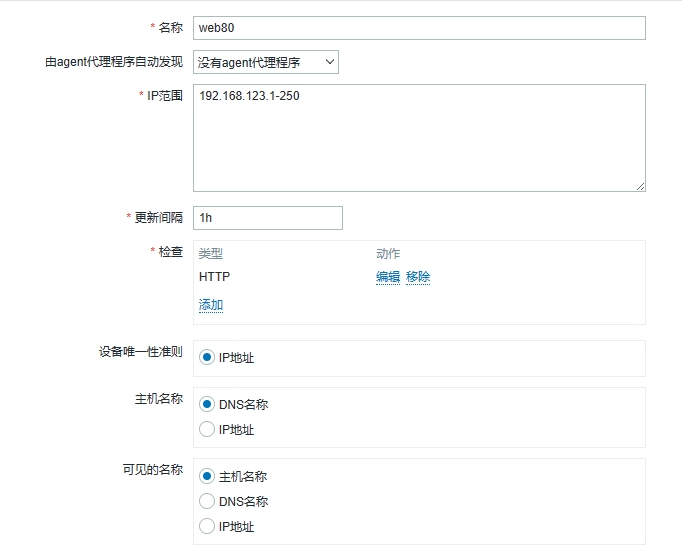 * 名称 web80
由agent代理程序自动发现 没有agent代理程序
* IP范围 192.168.123.1-250
* 更新间隔 1h
* 检查 类型 动作
HTTP 编辑 移除
添加
设备唯一性准则 IP地址
主机名称 DNS名称
IP地址
可见的名称 主机名称
DNS名称
IP地址